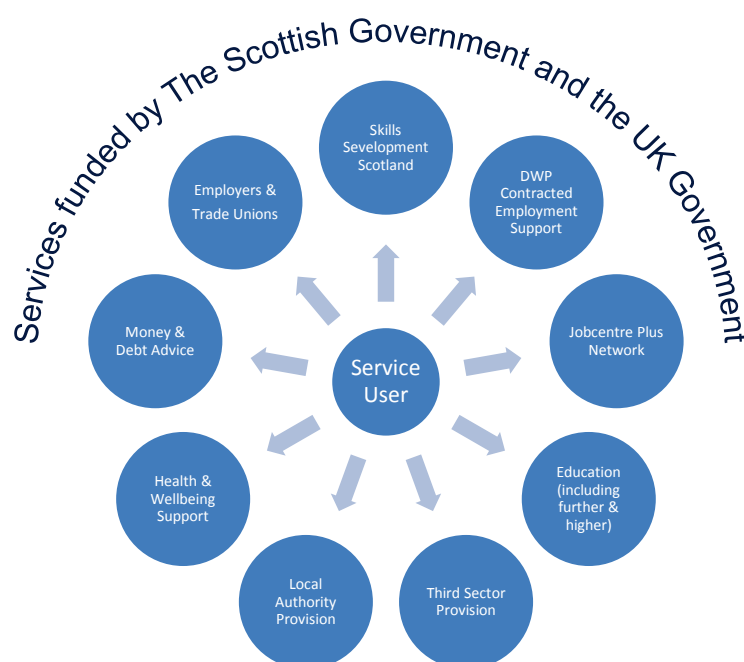 Services funded by The Scottish Government and the UK Government
Skills
Sevelopment
Scotland
DWP
Contracted
Employment
Support
Jobcentre Plus
Network
Education
(including
further &
higher)
Third Sector
Provision
Local
Authority
Provision
Health &
Wellbeing
Support
Money &
Debt Advice
Employers &
Trade Unions
Service
User